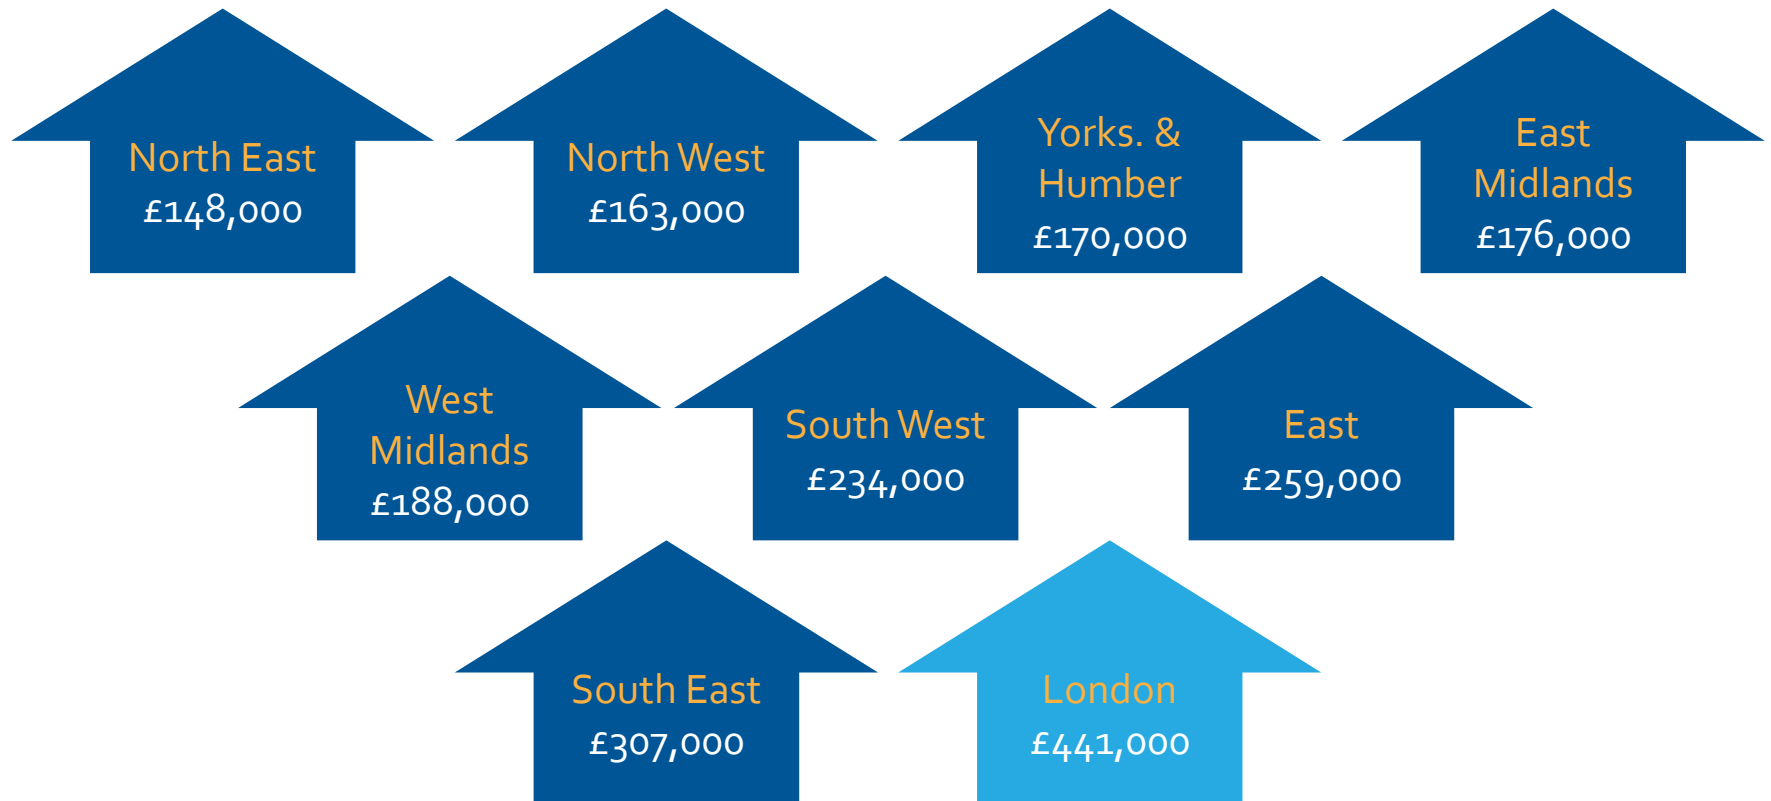 North East
£148,000
North West
£163,000
Yorks. &
Humber
£170,000
East
Midlands
£176,000
West
Midlands
£188,000
South West
£234,000
East
£259,000
South East
£307,000
London
£441,000